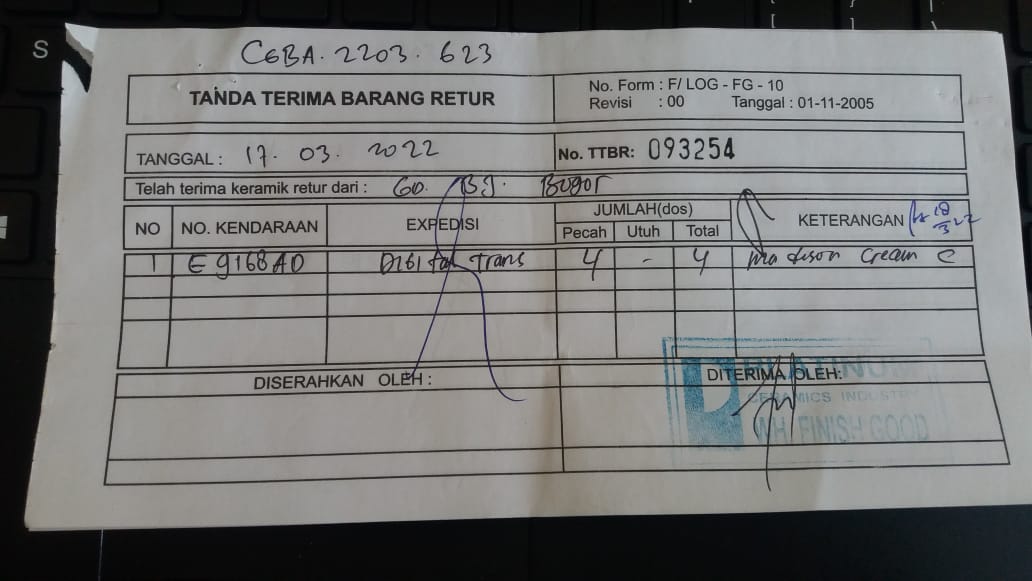 CGBA. 2203. 623
TANDA TERIMA BARANG RETUR
No. Form : F/ LOG - FG - 10
Revisi : 00 Tanggal : 01-11-2005
TANGGAL : 17. 03. 2022
No. TTBR: 093254
Telah terima keramik retur dari : GD. BJ. Bogor
NO NO. KENDARAAN EXPEDISI JUMLAH(dos) KETERANGAN
Pecah Utuh Total
18/3 22
1 E 9168 AD Digital Trans 4 - 4 Madison Cream C
DISERAHKAN OLEH :
DITERIMA OLEH:
PLATINUM
CERAMICS INDUSTRY
WH. FINISH GOOD
S